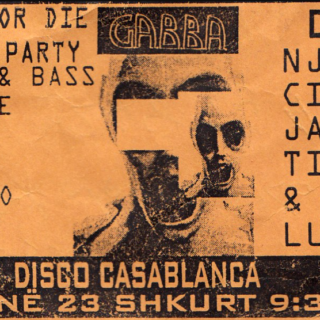 OR DIE
GABBA
PARTY
& BASS
E
O
D
NJ
CI
JA
TI
&
LU
DISCO CASABLANCA
NË 23 SHKURT 9:3